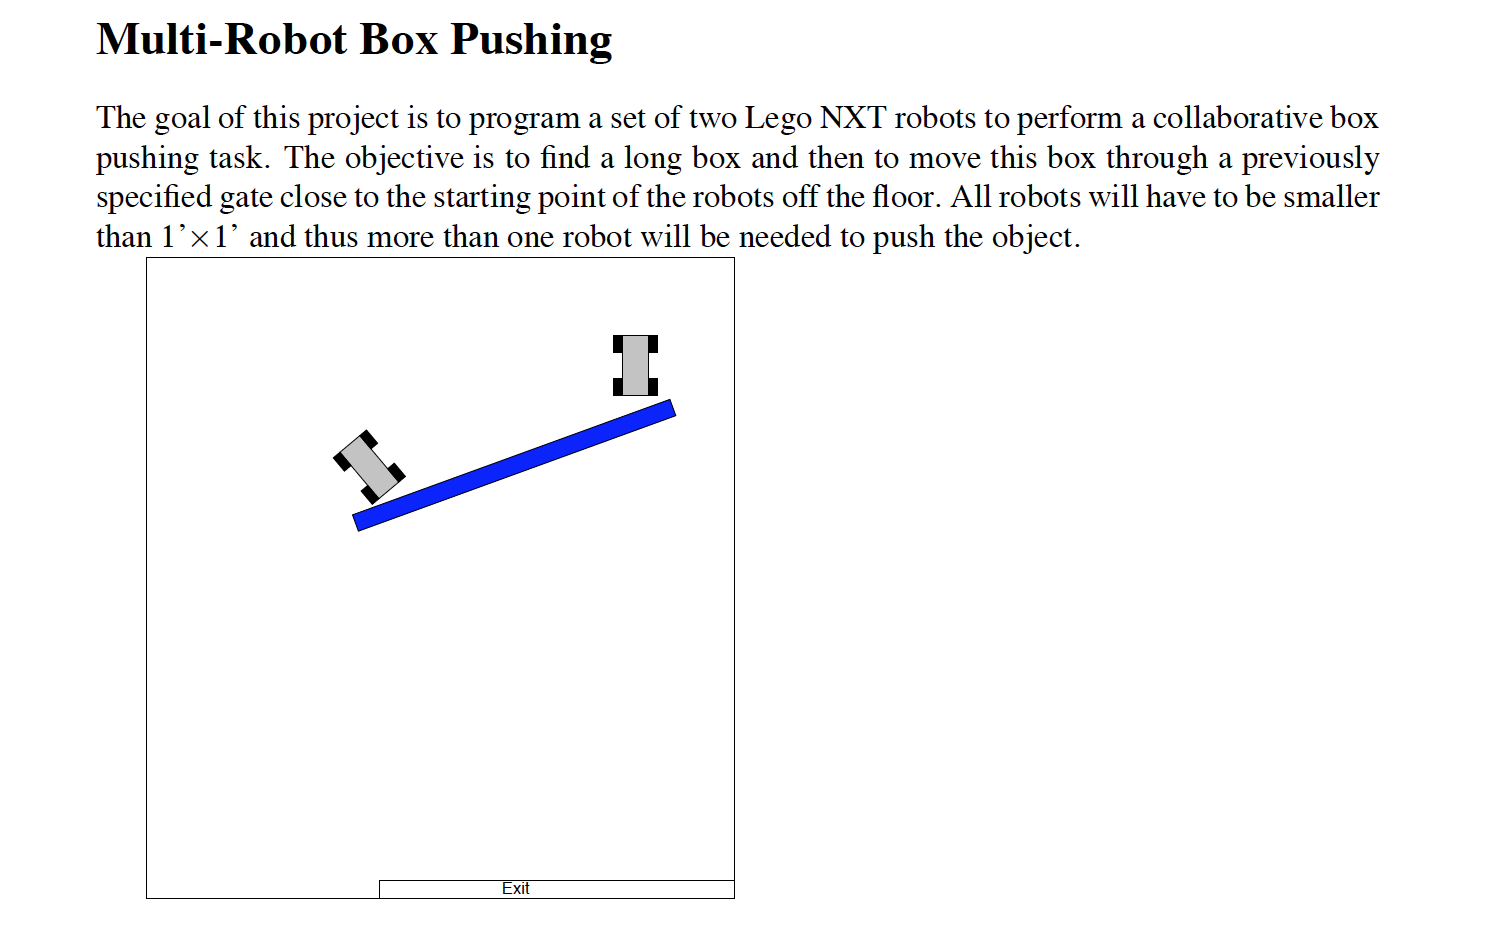 Multi-Robot Box Pushing
The goal of this project is to program a set of two Lego NXT robots to perform a collaborative box
pushing task. The objective is to find a long box and then to move this box through a previously
specified gate close to the starting point of the robots off the floor. All robots will have to be smaller
than 1’×1’ and thus more than one robot will be needed to push the object.
Exit